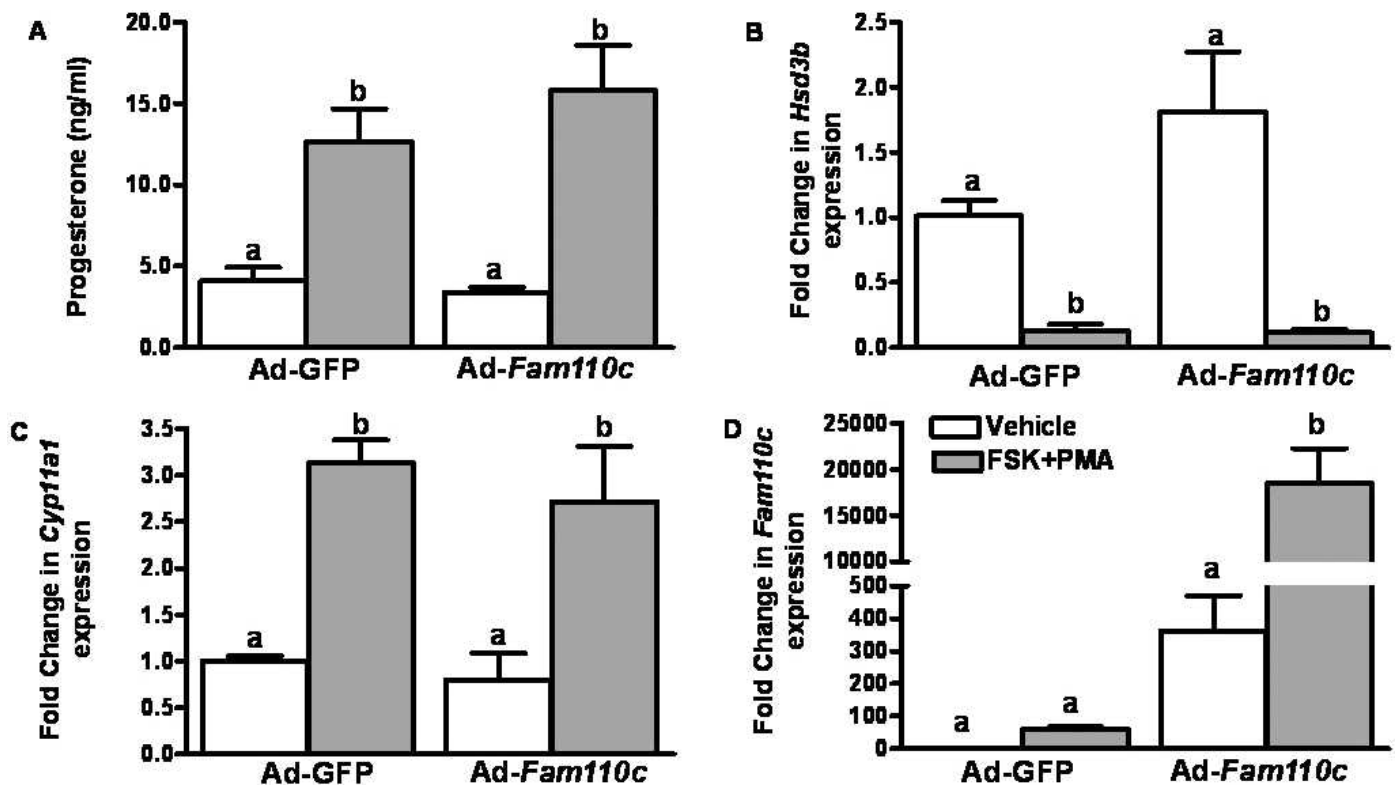 A
Progesterone (ng/ml)
20.0
15.0
10.0
5.0
0.0
a
b
a
b
Ad-GFP
Ad-Fam110c
B
Fold Change in Hsd3b
expression
2.5
2.0
1.5
1.0
0.5
0.0
a
b
a
b
Ad-GFP
Ad-Fam110c
C
Fold Change in Cyp11a1
expression
3.5
3.0
2.5
2.0
1.5
1.0
0.5
0.0
a
b
a
b
Ad-GFP
Ad-Fam110c
D
Fold Change in Fam110c
expression
25000
20000
15000
10000
500
400
300
200
100
0
Vehicle
FSK+PMA
a
a
a
b
Ad-GFP
Ad-Fam110c